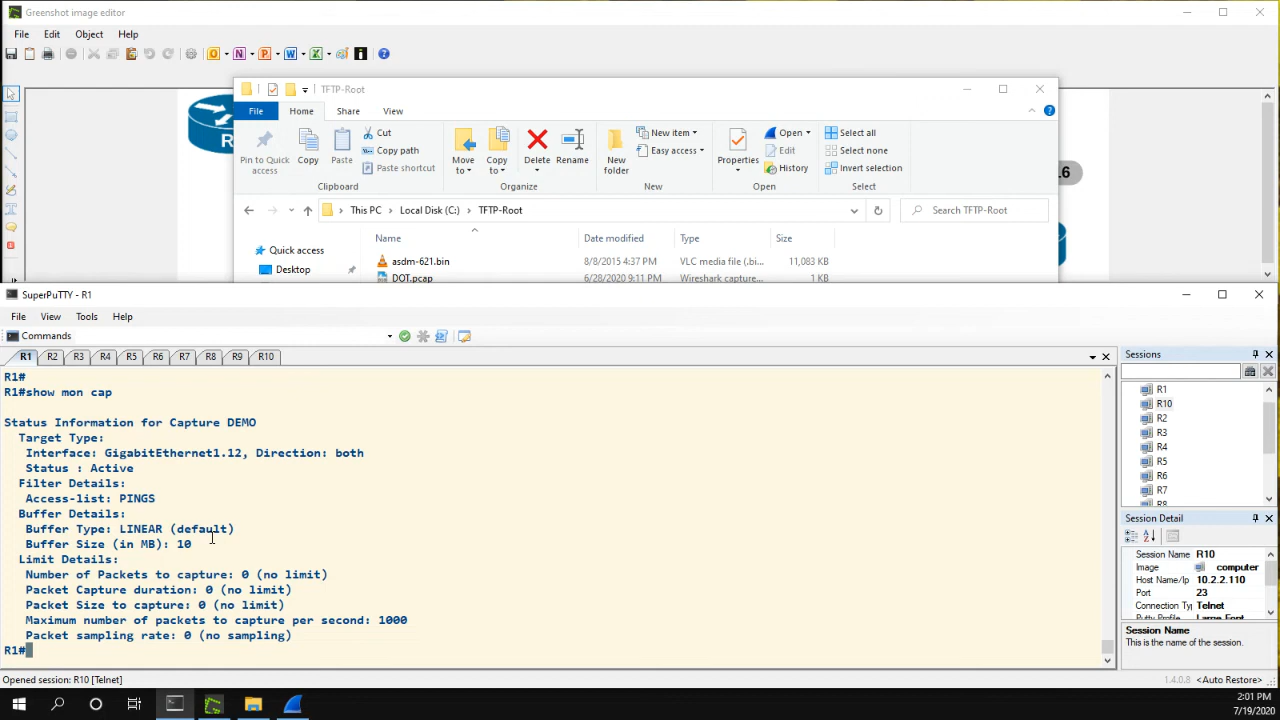 Greenshot image editor
File Edit Object Help
TFTP-Root
File Home Share View
Pin to Quick access
Copy
Paste
Cut
Copy path
Paste shortcut
Clipboard
Move to
Copy to
Delete
Rename
Organize
New folder
New item
Easy access
New
Properties
Open
Edit
History
Open
Select all
Select none
Invert selection
Select
R
.6
This PC Local Disk (C:) TFTP-Root
Search TFTP-Root
Quick access
Desktop
Name Date modified Type Size
asdm-621.bin 8/8/2015 4:37 PM VLC media file (.bi... 11,083 KB
DOT.pcap 6/28/2020 9:11 PM Wireshark capture... 1 KB
SuperPuTTY - R1
File View Tools Help
Commands
R1 R2 R3 R4 R5 R6 R7 R8 R9 R10
R1#
R1#show mon cap
Status Information for Capture DEMO
Target Type:
Interface: GigabitEthernet1.12, Direction: both
Status : Active
Filter Details:
Access-list: PINGS
Buffer Details:
Buffer Type: LINEAR (default)
Buffer Size (in MB): 10
Limit Details:
Number of Packets to capture: 0 (no limit)
Packet Capture duration: 0 (no limit)
Packet Size to capture: 0 (no limit)
Maximum number of packets to capture per second: 1000
Packet sampling rate: 0 (no sampling)
R1#
Sessions
R1
R10
R2
R3
R4
R5
R6
R7
R8
Session Detail
Session Name R10
Image computer
Host Name/Ip 10.2.2.110
Port 23
Connection Ty Telnet
Putty Profile Large Font
Session Name
This is the name of the session.
Opened session: R10 [Telnet]
1.4.0.8 <Auto Restore>
2:01 PM
7/19/2020